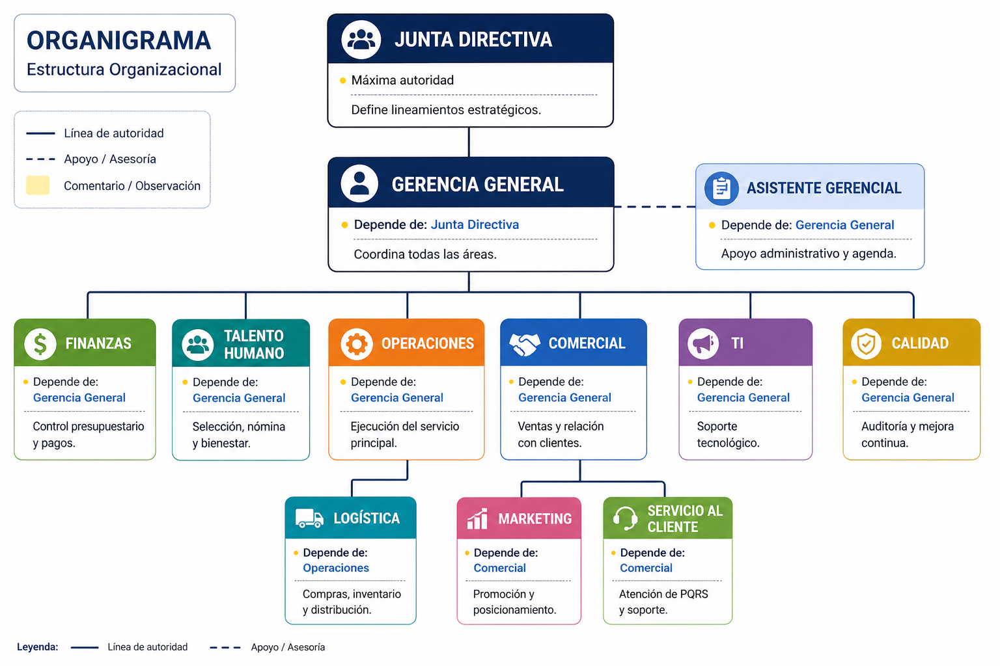 ORGANIGRAMA
Estructura Organizacional
Línea de autoridad
Apoyo / Asesoría
Comentario / Observación
JUNTA DIRECTIVA
Máxima autoridad
Define lineamientos estratégicos.
GERENCIA GENERAL
Depende de: Junta Directiva
Coordina todas las áreas.
ASISTENTE GERENCIAL
Depende de: Gerencia General
Apoyo administrativo y agenda.
FINANZAS
Depende de:
Gerencia General
Control presupuestario
y pagos.
TALENTO
HUMANO
Depende de:
Gerencia General
Selección, nómina
y bienestar.
OPERACIONES
Depende de:
Gerencia General
Ejecución del servicio
principal.
COMERCIAL
Depende de:
Gerencia General
Ventas y relación
con clientes.
TI
Depende de:
Gerencia General
Soporte
tecnológico.
CALIDAD
Depende de:
Gerencia General
Auditoría y mejora
continua.
LOGÍSTICA
Depende de:
Operaciones
Compras, inventario
y distribución.
MARKETING
Depende de:
Comercial
Promoción y
posicionamiento.
SERVICIO AL
CLIENTE
Depende de:
Comercial
Atención de PQRS
y soporte.
Leyenda: Línea de autoridad Apoyo / Asesoría